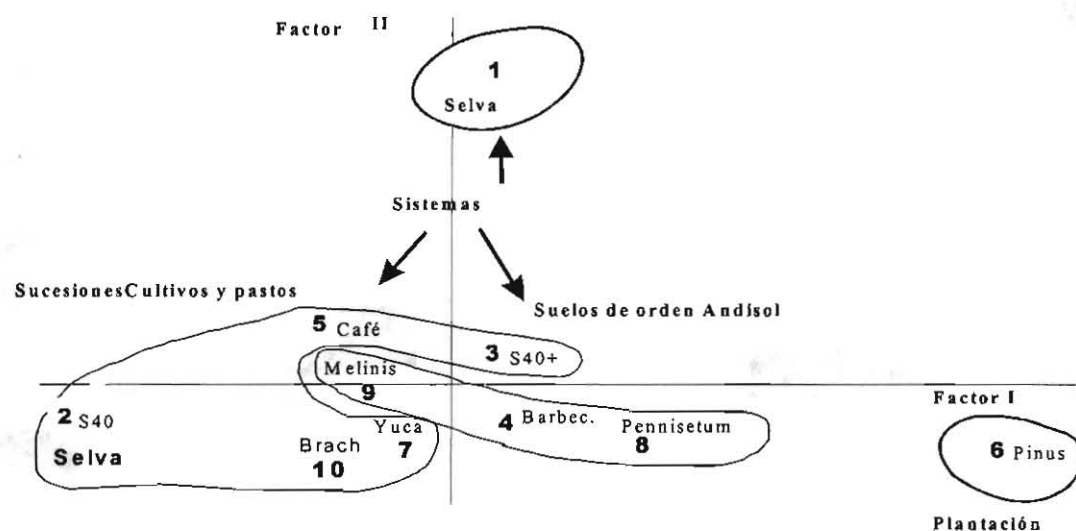 Factor II
1
Selva
Sistemas
SucesionesCultivos y pastos
Suelos de orden Andisol
5 Café
3 S40+
Melinis
9
Factor I
2 S40
4 Barbec.
Pennisetum
8
Yuca
7
6 Pinus
Selva
Brach
10
Plantación